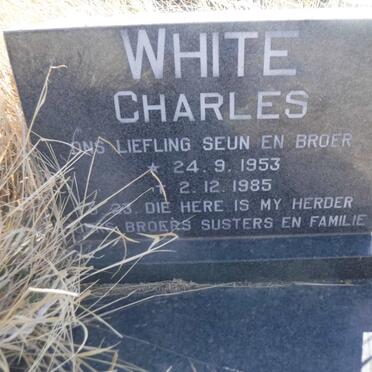 WHITE
CHARLES
ONS LIEFLING SEUN EN BROER
* 24.9.1953
2.12.1985
23. DIE HERE IS MY HERDER
BROERS SUSTERS EN FAMILIE